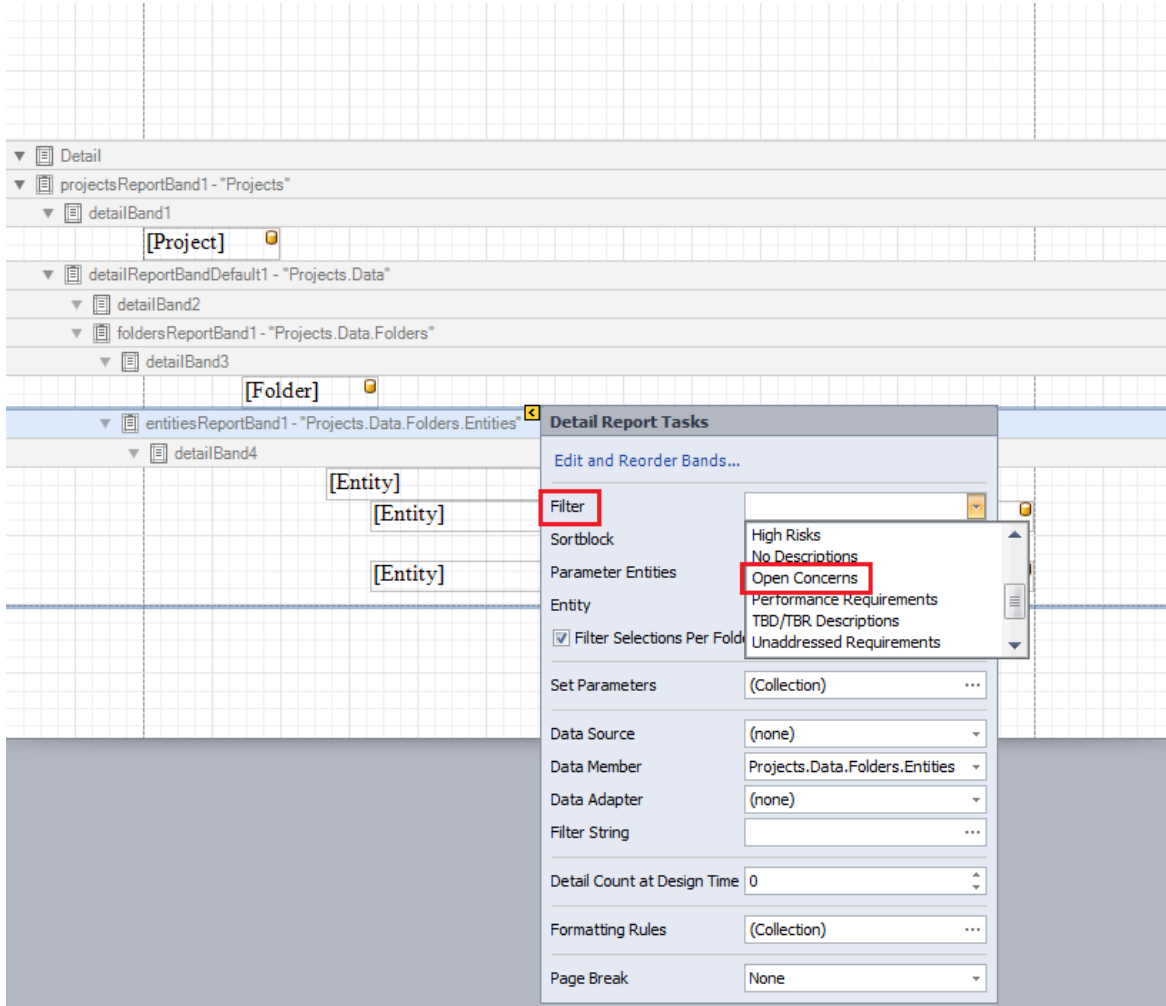 Detail
projectsReportBand1 - "Projects"
detailBand1
[Project]
detailReportBandDefault1 - "Projects.Data"
detailBand2
foldersReportBand1 - "Projects.Data.Folders"
detailBand3
[Folder]
entitiesReportBand1 - "Projects.Data.Folders.Entities"
detailBand4
[Entity]
[Entity]
[Entity]
Detail Report Tasks
Edit and Reorder Bands...
Filter
High Risks
No Descriptions
Open Concerns
Performance Requirements
TBD/TBR Descriptions
Unaddressed Requirements
Sortblock
Parameter Entities
Entity
Filter Selections Per Folde
Set Parameters (Collection) ...
Data Source (none)
Data Member Projects.Data.Folders.Entities
Data Adapter (none)
Filter String ...
Detail Count at Design Time 0
Formatting Rules (Collection) ...
Page Break None